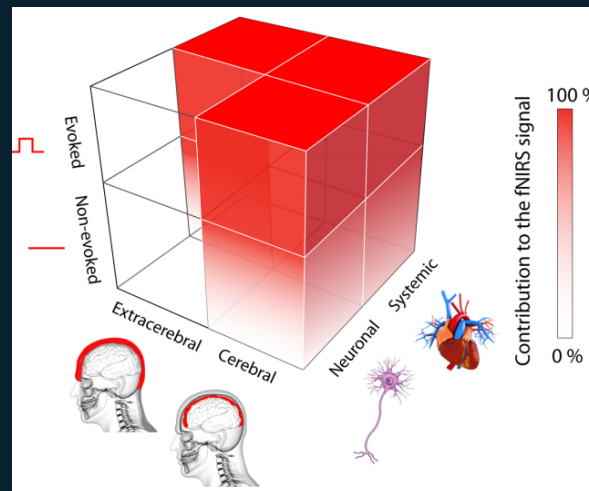 Evoked
Non-evoked
Extracerebral
Cerebral
Neuronal
Systemic
Contribution to the fNIRS signal
100 %
0 %